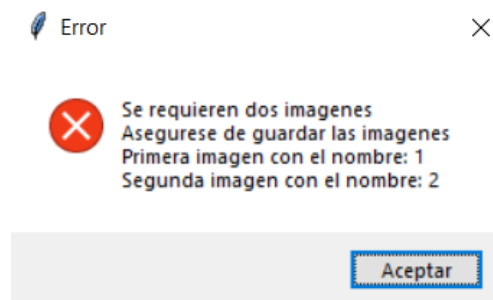 Error
Se requieren dos imagenes
Asegurese de guardar las imagenes
Primera imagen con el nombre: 1
Segunda imagen con el nombre: 2
Aceptar